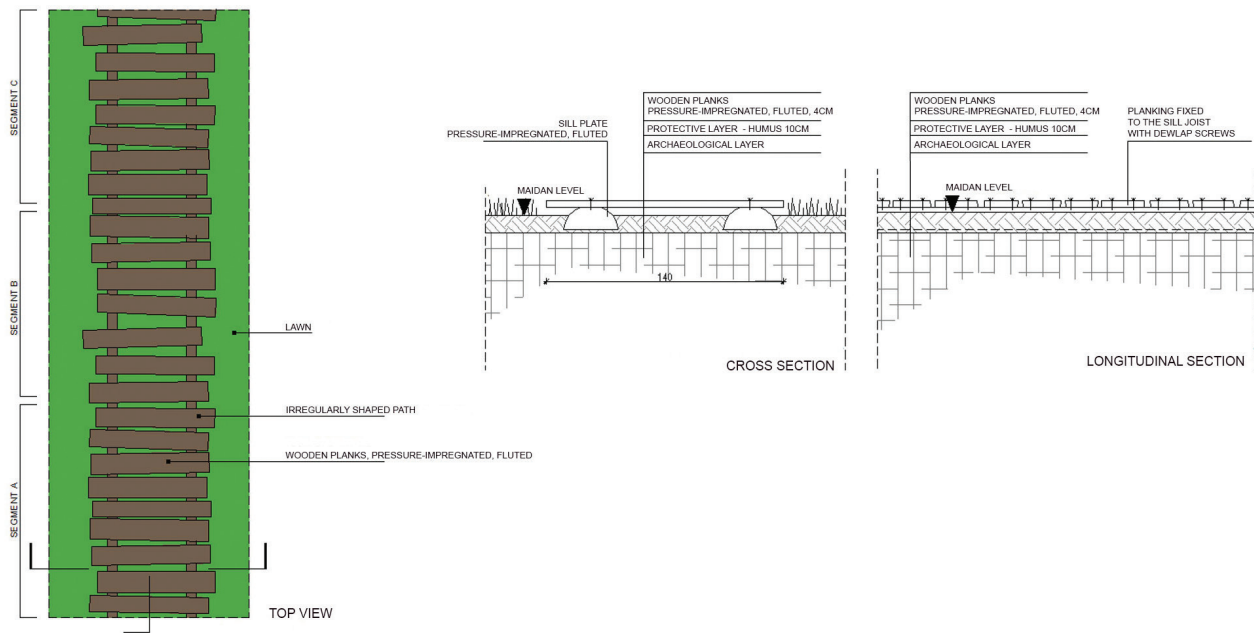 SEGMENT C
SEGMENT B
SEGMENT A
LAWN
IRREGULARLY SHAPED PATH
WOODEN PLANKS, PRESSURE-IMPREGNATED, FLUTED
TOP VIEW
SILL PLATE
PRESSURE-IMPREGNATED, FLUTED
WOODEN PLANKS
PRESSURE-IMPREGNATED, FLUTED, 4CM
PROTECTIVE LAYER - HUMUS 10CM
ARCHAEOLOGICAL LAYER
MAIDAN LEVEL
140
CROSS SECTION
WOODEN PLANKS
PRESSURE-IMPREGNATED, FLUTED, 4CM
PROTECTIVE LAYER - HUMUS 10CM
ARCHAEOLOGICAL LAYER
PLANKING FIXED
TO THE SILL JOIST
WITH DEWLAP SCREWS
MAIDAN LEVEL
LONGITUDINAL SECTION